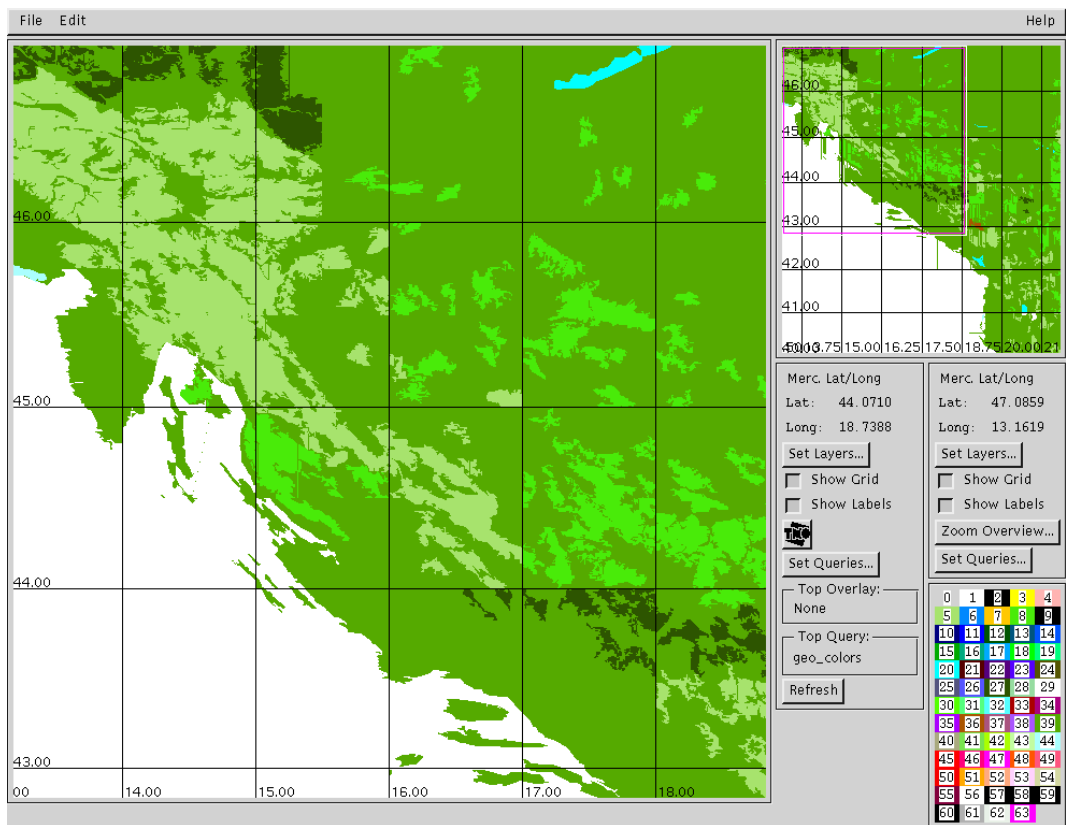 File Edit Help
46.00
45.00
44.00
43.00
00 14.00 15.00 16.00 17.00 18.00
46.00
45.00
44.00
43.00
42.00
41.00
13.75 15.00 16.25 17.50 18.75 20.00 21
Merc. Lat/Long
Lat: 44.0710
Long: 18.7388
Set Layers...
Show Grid
Show Labels
TNO
Set Queries...
Top Overlay:
None
Top Query:
geo_colors
Refresh
Merc. Lat/Long
Lat: 47.0859
Long: 13.1619
Set Layers...
Show Grid
Show Labels
Zoom Overview...
Set Queries...
0 1 2 3 4
5 6 7 8 9
10 11 12 13 14
15 16 17 18 19
20 21 22 23 24
25 26 27 28 29
30 31 32 33 34
35 36 37 38 39
40 41 42 43 44
45 46 47 48 49
50 51 52 53 54
55 56 57 58 59
60 61 62 63